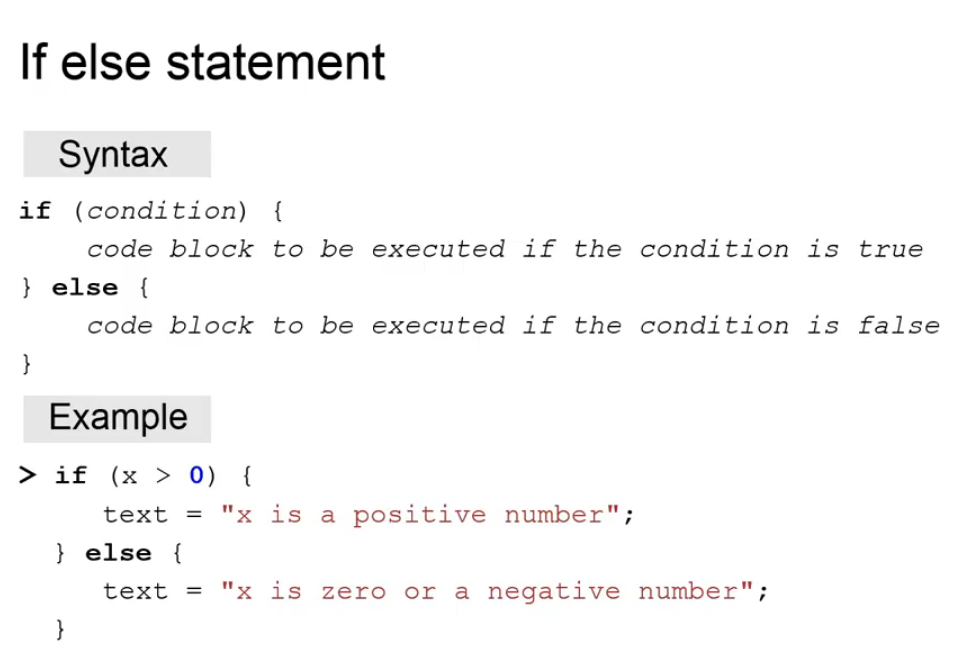 If else statement
Syntax
if (condition) {
    code block to be executed if the condition is true
} else {
    code block to be executed if the condition is false
}
Example
> if (x > 0) {
     text = "x is a positive number";
  } else {
     text = "x is zero or a negative number";
  }